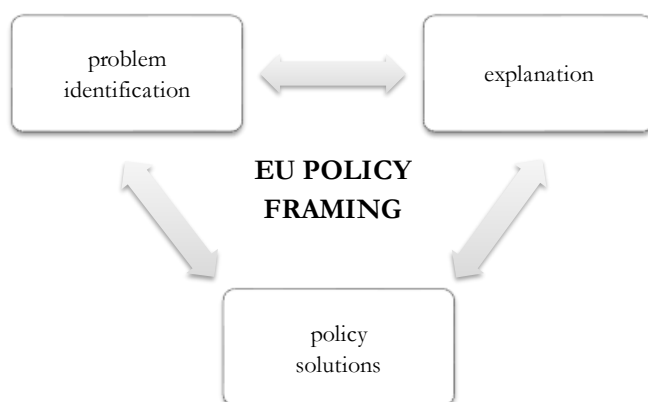 problem
identification
explanation
EU POLICY
FRAMING
policy
solutions